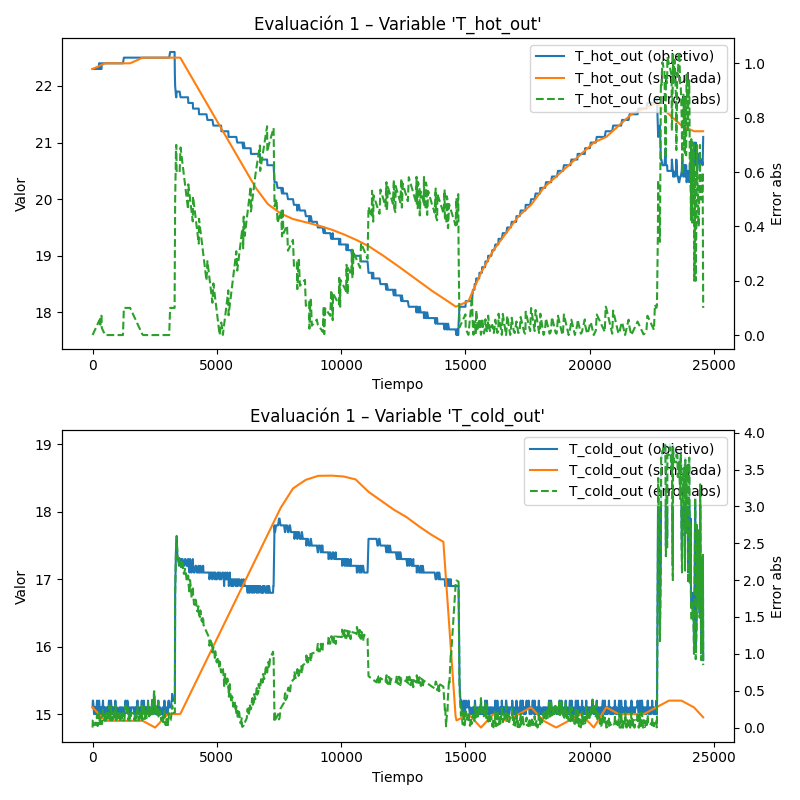 Evaluación 1 – Variable 'T_hot_out'
T_hot_out (objetivo)
T_hot_out (simulada)
T_hot_out (error abs)
Valor
Error abs
22
21
20
19
18
1.0
0.8
0.6
0.4
0.2
0.0
0
5000
10000
15000
20000
25000
Tiempo
Evaluación 1 – Variable 'T_cold_out'
T_cold_out (objetivo)
T_cold_out (simulada)
T_cold_out (error abs)
Valor
Error abs
19
18
17
16
15
4.0
3.5
3.0
2.5
2.0
1.5
1.0
0.5
0.0
0
5000
10000
15000
20000
25000
Tiempo